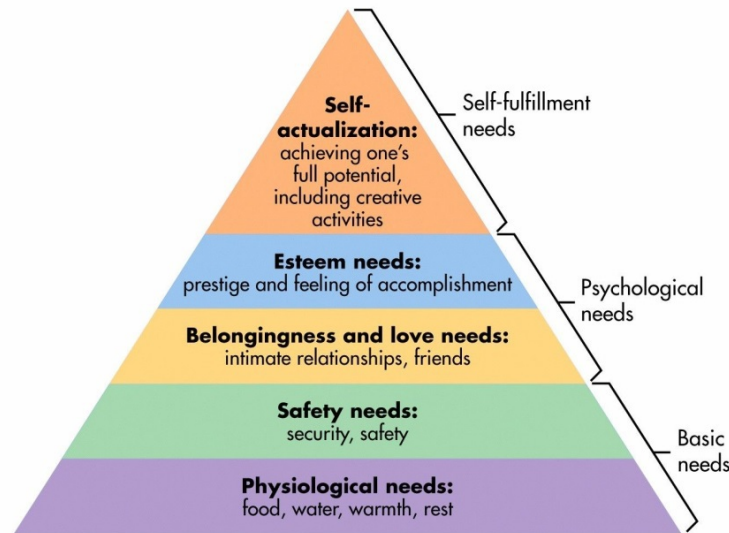 Self-
actualization:
achieving one's
full potential,
including creative
activities
Self-fulfillment
needs
Esteem needs:
prestige and feeling of accomplishment
Psychological
needs
Belongingness and love needs:
intimate relationships, friends
Safety needs:
security, safety
Basic
needs
Physiological needs:
food, water, warmth, rest